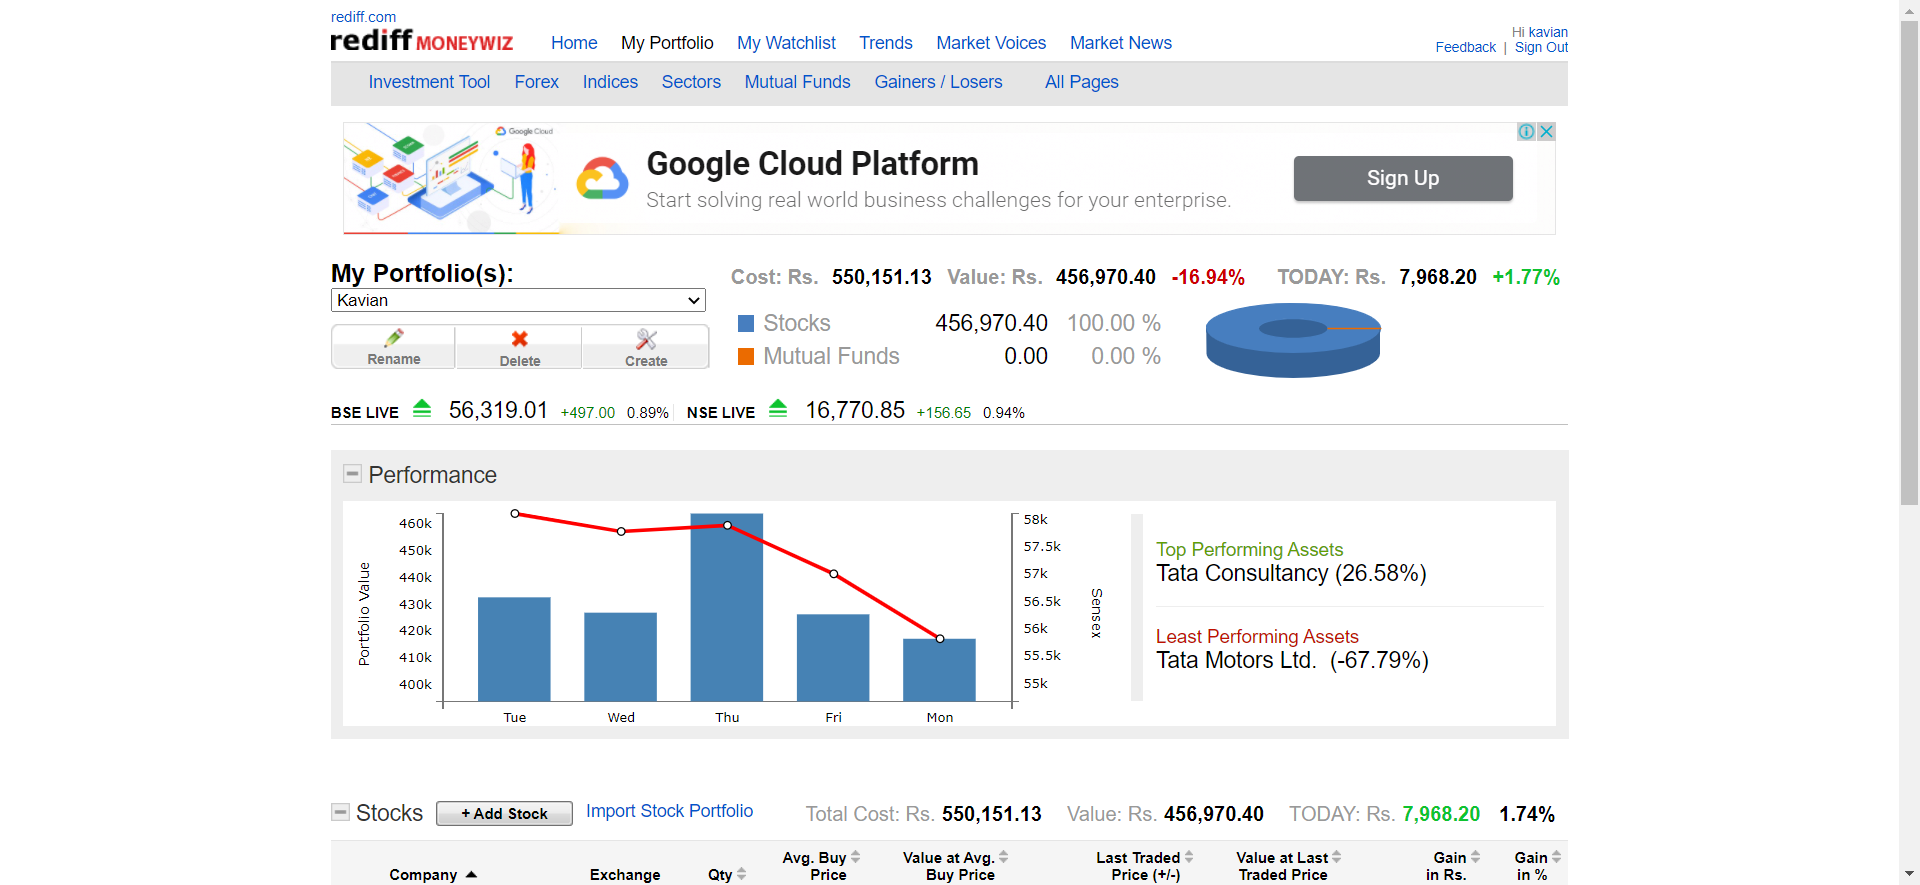 rediff.com
rediff MONEYWIZ Home My Portfolio My Watchlist Trends Market Voices Market News
Hi kavian
Feedback | Sign Out
Investment Tool Forex Indices Sectors Mutual Funds Gainers / Losers All Pages
Google Cloud
Google Cloud Platform
Start solving real world business challenges for your enterprise.
Sign Up
My Portfolio(s):
Kavian
Rename Delete Create
Cost: Rs. 550,151.13 Value: Rs. 456,970.40 -16.94% TODAY: Rs. 7,968.20 +1.77%
Stocks 456,970.40 100.00 %
Mutual Funds 0.00 0.00 %
BSE LIVE 56,319.01 +497.00 0.89% NSE LIVE 16,770.85 +156.65 0.94%
Performance
Portfolio Value
460k
450k
440k
430k
420k
410k
400k
Tue Wed Thu Fri Mon
58k
57.5k
57k
56.5k
56k
55.5k
55k
Sensex
Top Performing Assets
Tata Consultancy (26.58%)
Least Performing Assets
Tata Motors Ltd. (-67.79%)
Stocks + Add Stock Import Stock Portfolio Total Cost: Rs. 550,151.13 Value: Rs. 456,970.40 TODAY: Rs. 7,968.20 1.74%
Avg. Buy Value at Avg. Last Traded Value at Last Gain Gain
Company Exchange Qty Price Buy Price Price (+/-) Traded Price in Rs. in %